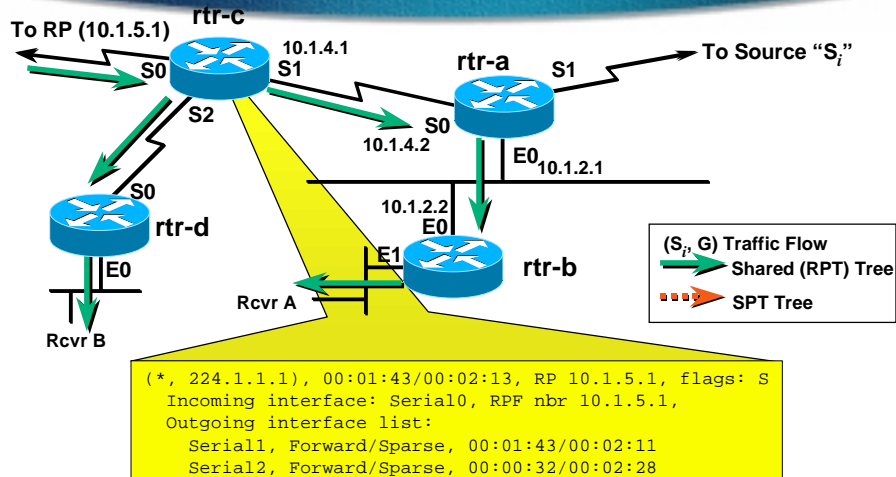 rtr-c
To RP (10.1.5.1)
10.1.4.1
S0
S1
S2
rtr-a
S1
To Source "Si"
S0
10.1.4.2
E0
10.1.2.1
S0
rtr-d
E0
10.1.2.2
E0
E1
rtr-b
Rcvr A
Rcvr B
(Si, G) Traffic Flow
Shared (RPT) Tree
SPT Tree
(*, 224.1.1.1), 00:01:43/00:02:13, RP 10.1.5.1, flags: S
Incoming interface: Serial0, RPF nbr 10.1.5.1,
Outgoing interface list:
Serial1, Forward/Sparse, 00:01:43/00:02:11
Serial2, Forward/Sparse, 00:00:32/00:02:28